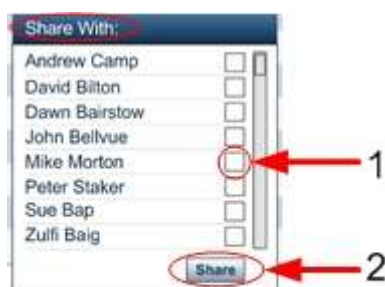 Share With:
Andrew Camp
David Bilton
Dawn Bairstow
John Bellvue
Mike Morton
1
Peter Staker
Sue Bap
Zulfi Baig
Share
2